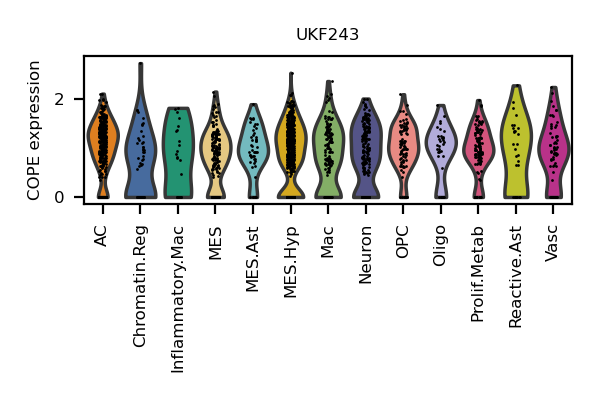 UKF243
COPE expression
2
0
AC
Chromatin.Reg
Inflammatory.Mac
MES
MES.Ast
MES.Hyp
Mac
Neuron
OPC
Oligo
Prolif.Metab
Reactive.Ast
Vasc